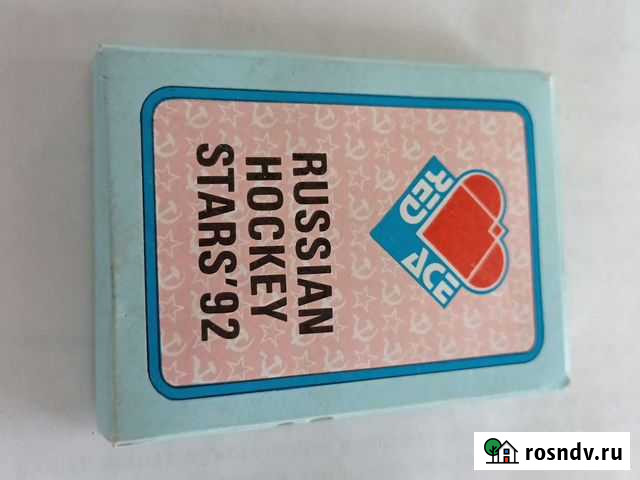 RED
ACE
RUSSIAN
HOCKEY
STARS'92
rosndv.ru